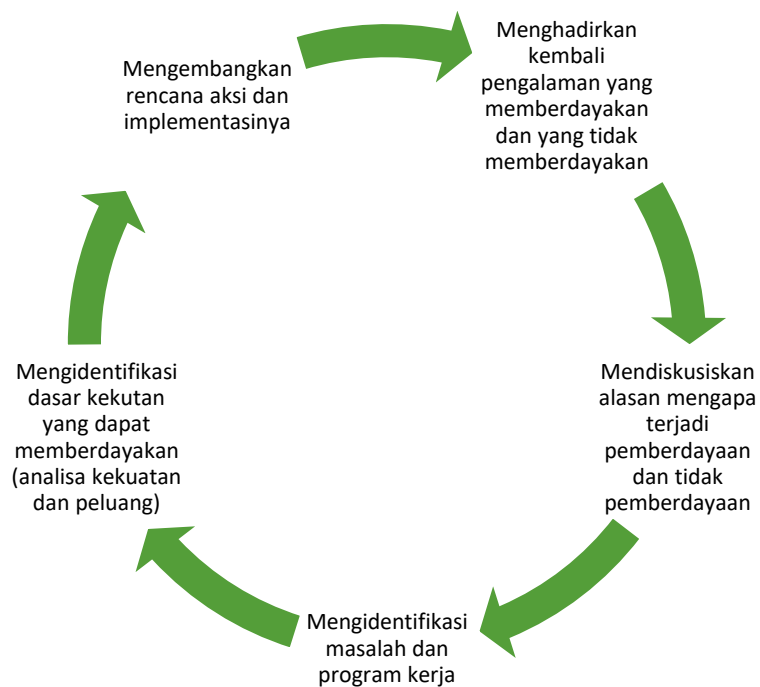 Menghadirkan
kembali
pengalaman yang
memberdayakan
dan yang tidak
memberdayakan
Mendiskusiskan
alasan mengapa
terjadi
pemberdayaan
dan tidak
pemberdayaan
Mengidentifikasi
masalah dan
program kerja
Mengidentifikasi
dasar kekutan
yang dapat
memberdayakan
(analisa kekuatan
dan peluang)
Mengembangkan
rencana aksi dan
implementasinya